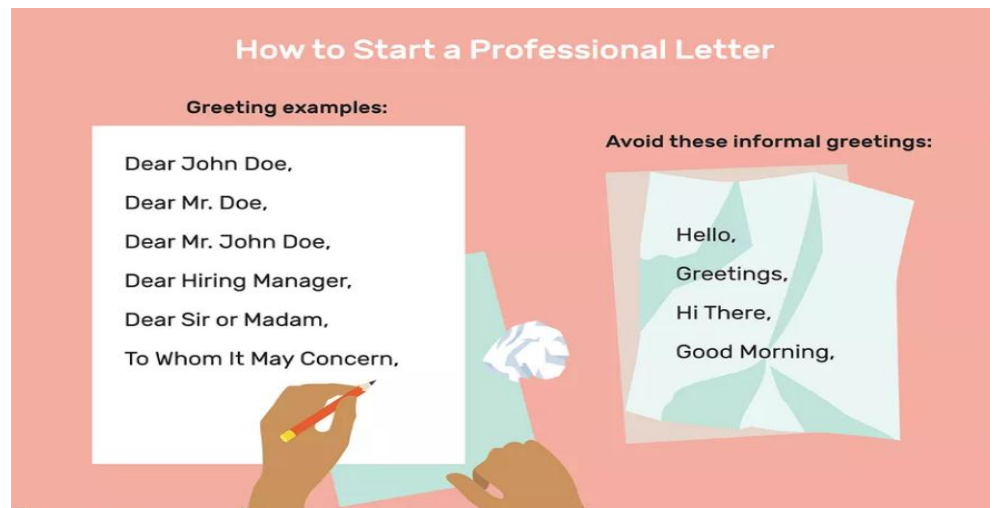 How to Start a Professional Letter
Greeting examples:
Dear John Doe,
Dear Mr. Doe,
Dear Mr. John Doe,
Dear Hiring Manager,
Dear Sir or Madam,
To Whom It May Concern,
Avoid these informal greetings:
Hello,
Greetings,
Hi There,
Good Morning,